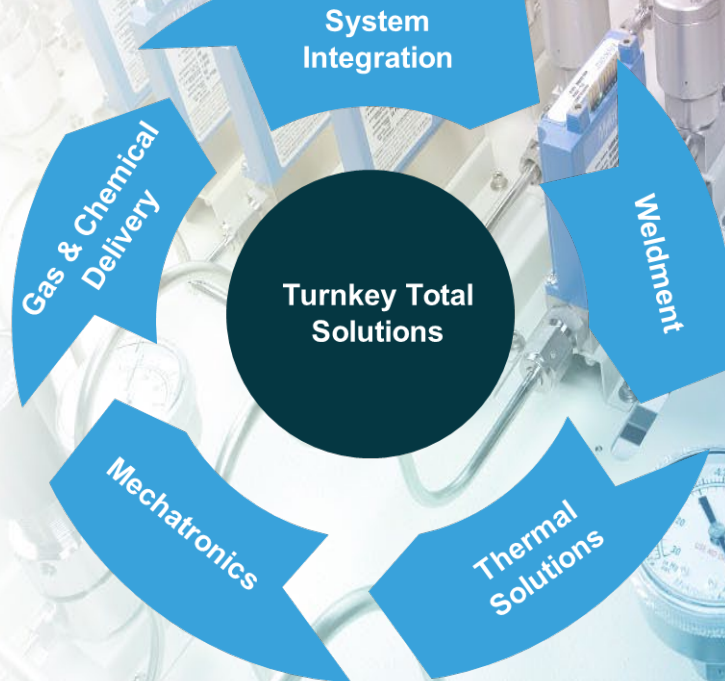 System
Integration
Weldment
Thermal
Solutions
Mechatronics
Gas & Chemical
Delivery
Turnkey Total
Solutions